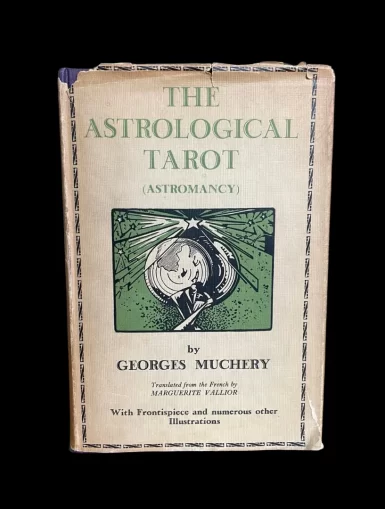 THE
ASTROLOGICAL
TAROT
(ASTROMANCY)
by
GEORGES MUCHERY
Translated from the French by
MARGUERITE VALLIOR
With Frontispiece and numerous other
Illustrations